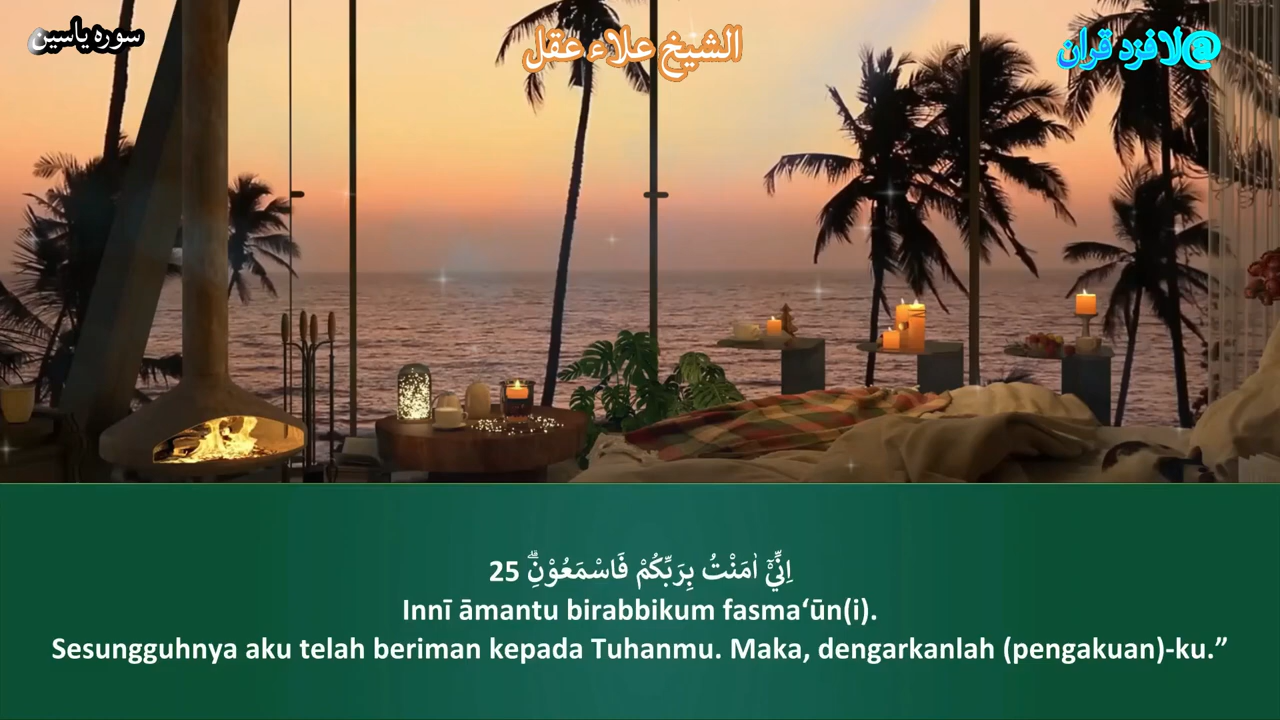 سوره ياسين
الشيخ علاء عقل
@لافزد قران
اِنِّيْٓ اٰمَنْتُ بِرَبِّكُمْ فَاسْمَعُوْنِۗ 25
Innī āmantu birabbikum fasma‘ūn(i).
Sesungguhnya aku telah beriman kepada Tuhanmu. Maka, dengarkanlah (pengakuan)-ku.”